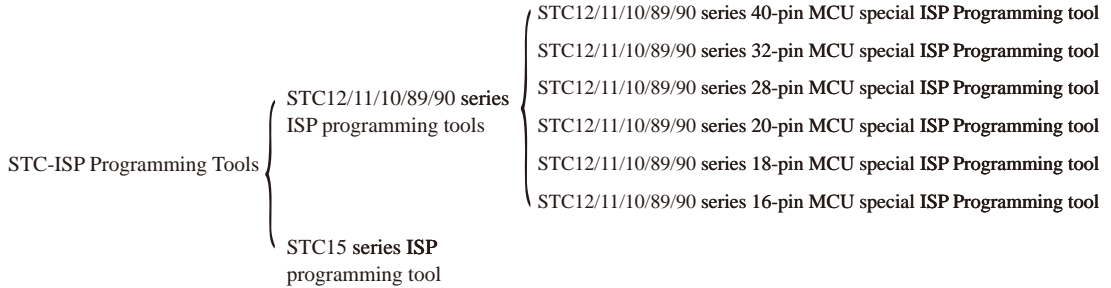 STC-ISP Programming Tools
STC12/11/10/89/90 series
ISP programming tools
STC12/11/10/89/90 series 40-pin MCU special ISP Programming tool
STC12/11/10/89/90 series 32-pin MCU special ISP Programming tool
STC12/11/10/89/90 series 28-pin MCU special ISP Programming tool
STC12/11/10/89/90 series 20-pin MCU special ISP Programming tool
STC12/11/10/89/90 series 18-pin MCU special ISP Programming tool
STC12/11/10/89/90 series 16-pin MCU special ISP Programming tool
STC15 series ISP
programming tool